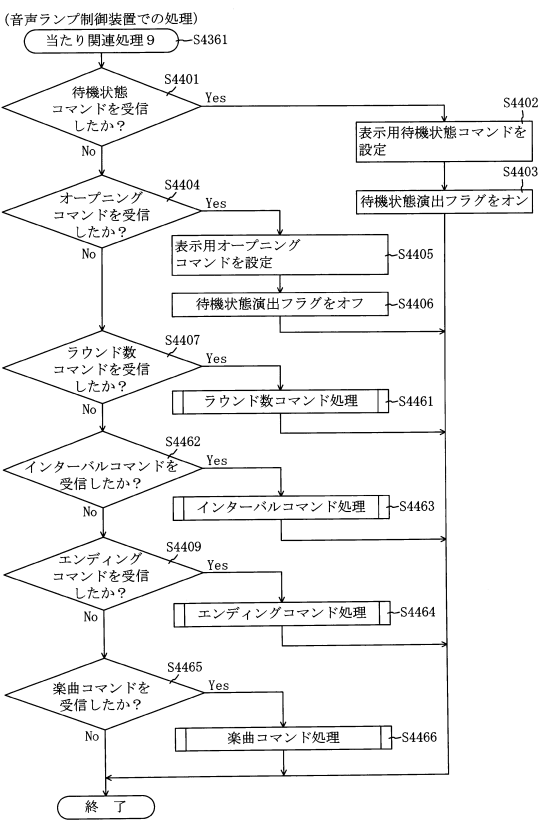 (音声ランプ制御装置での処理)
当たり関連処理９
S4361
S4401
待機状態
コマンドを受信
したか？
Yes
No
S4402
表示用待機状態コマンドを
設定
S4403
待機状態演出フラグをオン
S4404
オープニング
コマンドを受信
したか？
Yes
No
表示用オープニング
コマンドを設定
S4405
待機状態演出フラグをオフ
S4406
S4407
ラウンド数
コマンドを受信
したか？
Yes
No
ラウンド数コマンド処理
S4461
S4462
インターバルコマンドを
受信したか？
Yes
No
インターバルコマンド処理
S4463
S4409
エンディング
コマンドを受信
したか？
Yes
No
エンディングコマンド処理
S4464
S4465
楽曲コマンドを
受信したか？
Yes
No
楽曲コマンド処理
S4466
終　了